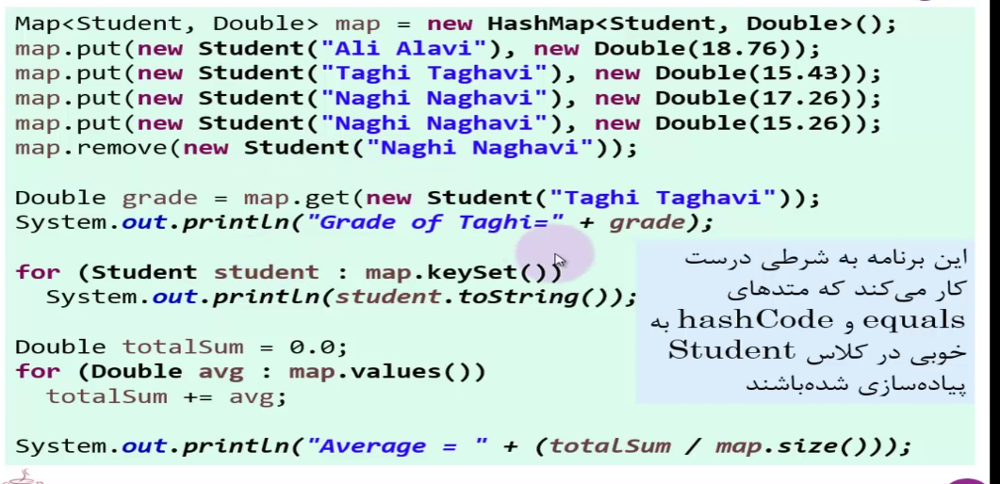 Map<Student, Double> map = new HashMap<Student, Double>();
map.put(new Student("Ali Alavi"), new Double(18.76));
map.put(new Student("Taghi Taghavi"), new Double(15.43));
map.put(new Student("Naghi Naghavi"), new Double(17.26));
map.put(new Student("Naghi Naghavi"), new Double(15.26));
map.remove(new Student("Naghi Naghavi"));
Double grade = map.get(new Student("Taghi Taghavi"));
System.out.println("Grade of Taghi=" + grade);
for (Student student : map.keySet())
System.out.println(student.toString());
Double totalSum = 0.0;
for (Double avg : map.values())
totalSum += avg;
System.out.println("Average = " + (totalSum / map.size()));
این برنامه به شرطی درست
کار می‌کند که متدهای
equals و hashCode به
خوبی در کلاس Student
پیاده‌سازی شده‌باشند